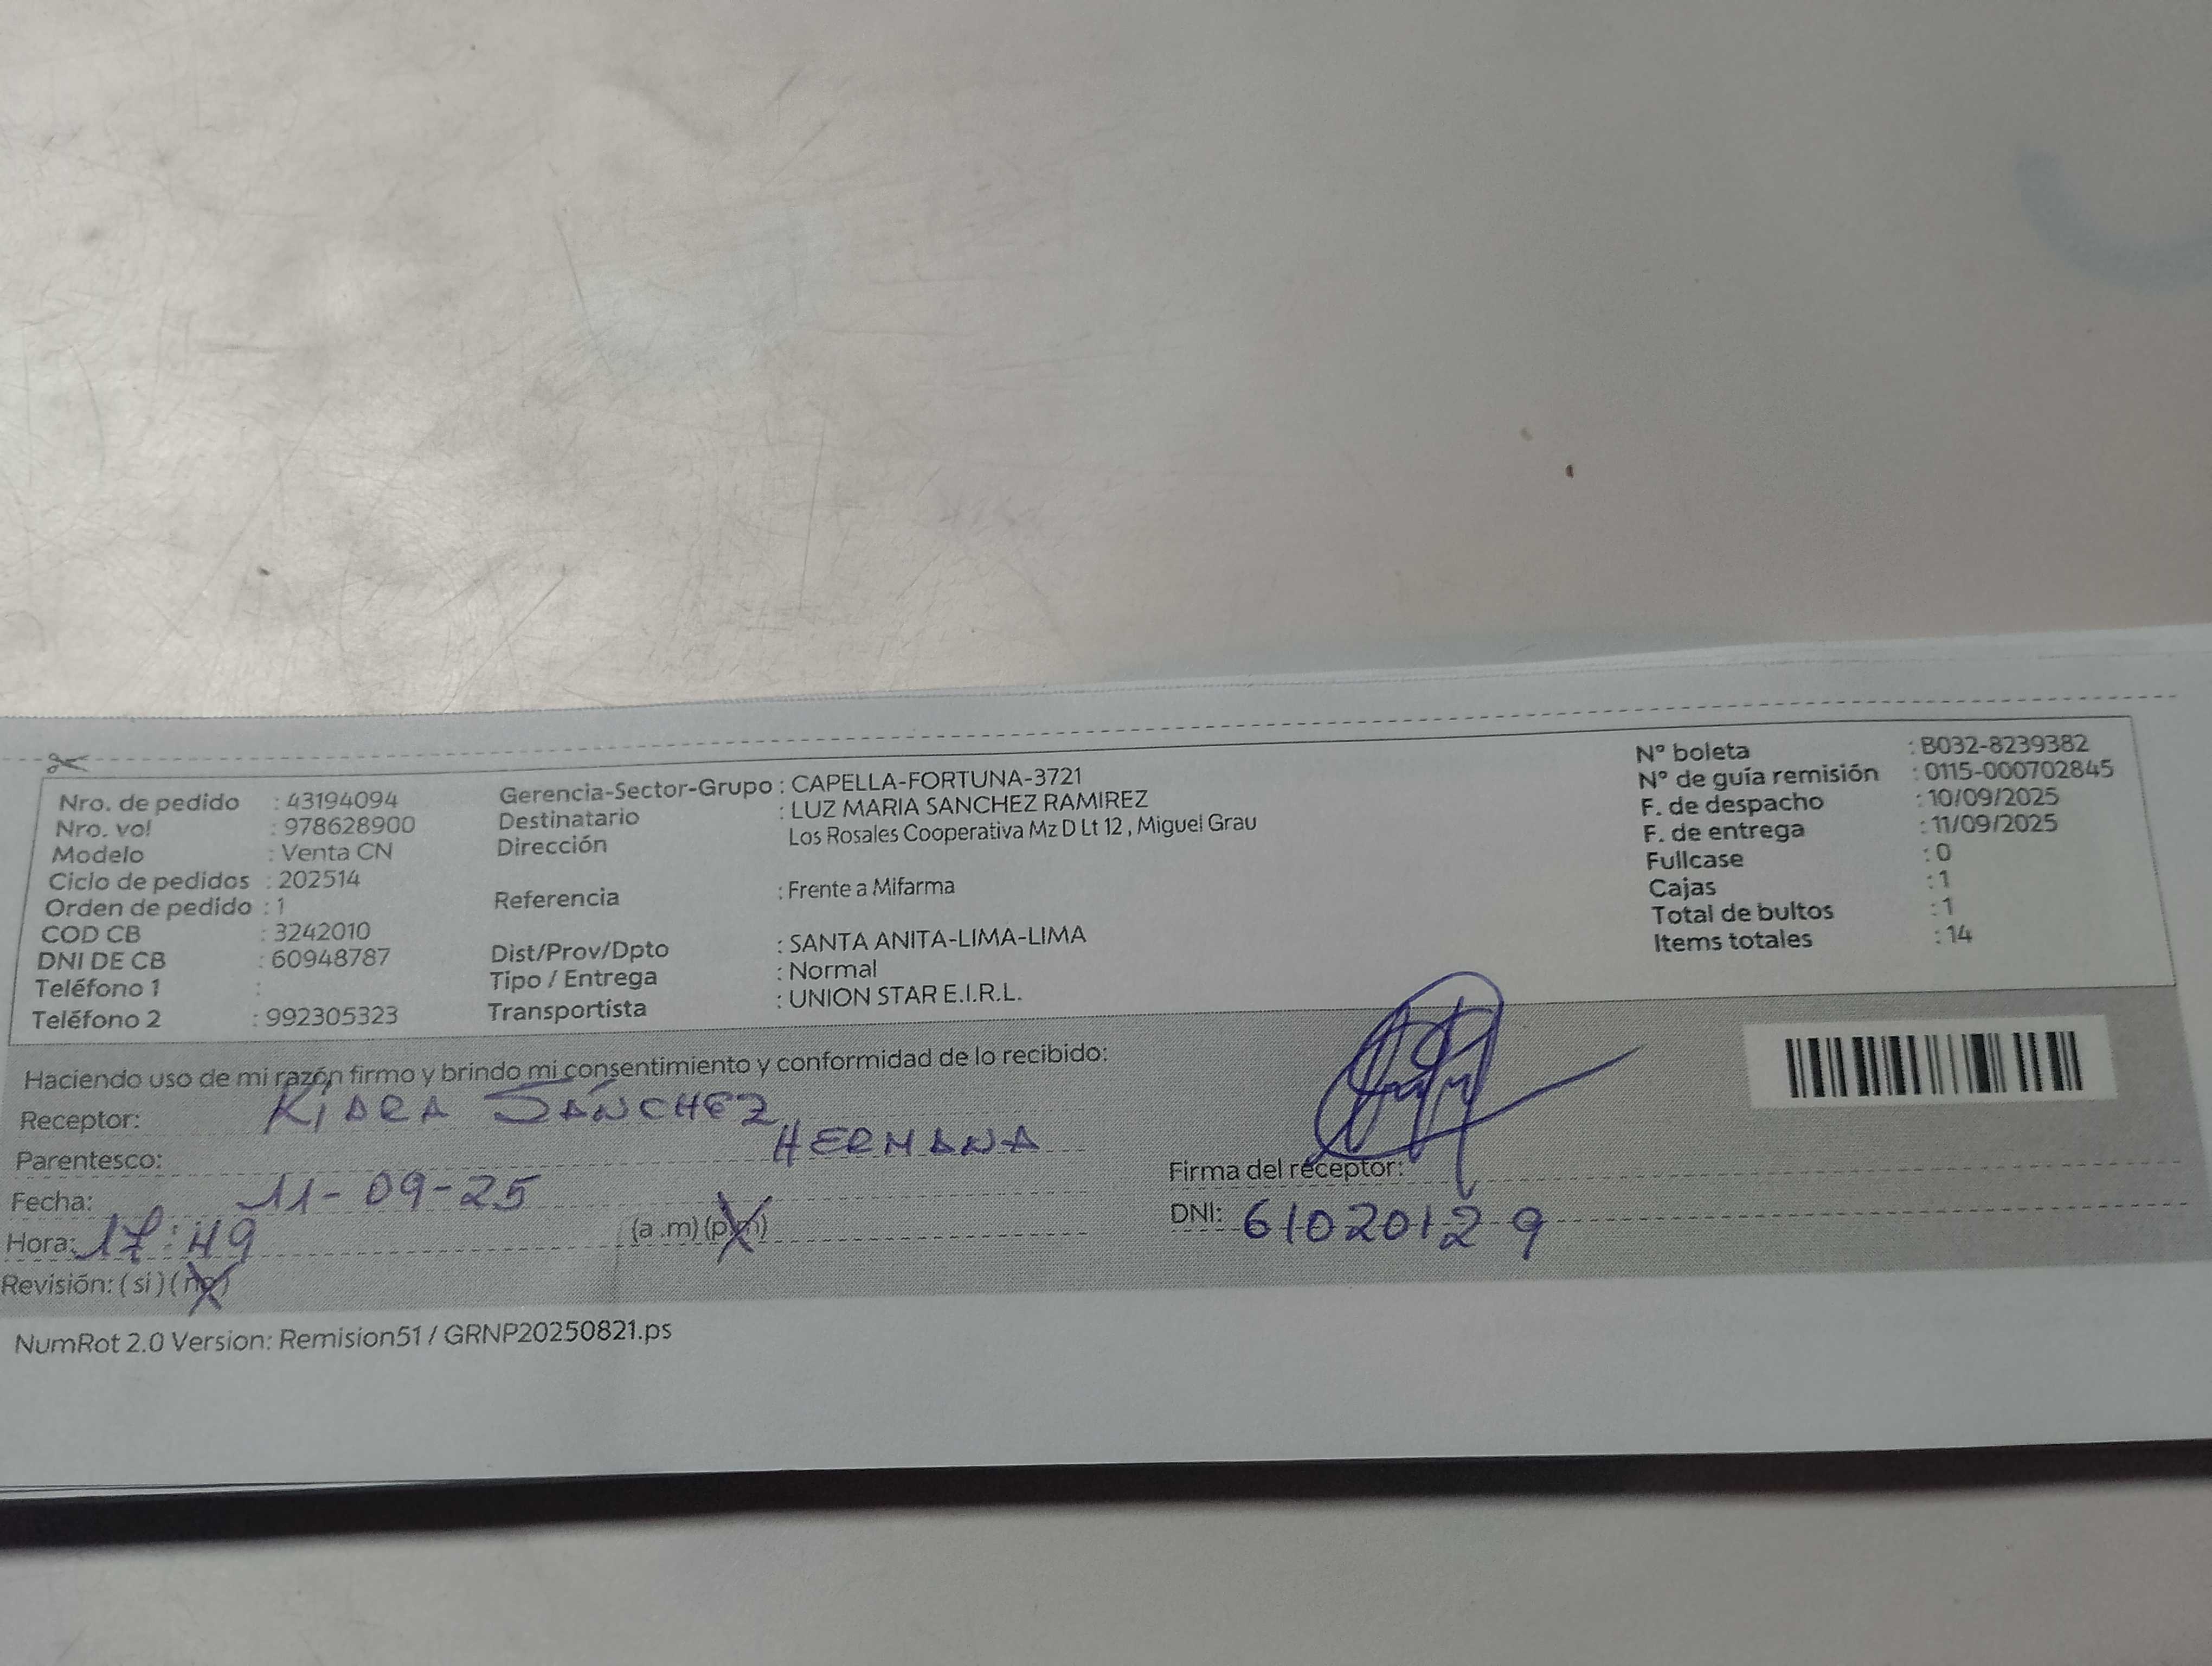 Nro. de pedido : 43194094
Nro. vol : 978628900
Modelo : Venta CN
Ciclo de pedidos : 202514
Orden de pedido : 1
COD CB : 3242010
DNI DE CB : 60948787
Teléfono 1 :
Teléfono 2 : 992305323
Gerencia-Sector-Grupo : CAPELLA-FORTUNA-3721
Destinatario : LUZ MARIA SANCHEZ RAMIREZ
Dirección Los Rosales Cooperativa Mz D Lt 12 , Miguel Grau
Referencia : Frente a Mifarma
Dist/Prov/Dpto : SANTA ANITA-LIMA-LIMA
Tipo / Entrega : Normal
Transportista : UNION STAR E.I.R.L.
N° boleta : B032-8239382
N° de guía remisión : 0115-000702845
F. de despacho : 10/09/2025
F. de entrega : 11/09/2025
Fullcase : 0
Cajas : 1
Total de bultos : 1
Items totales : 14
Haciendo uso de mi razón firmo y brindo mi consentimiento y conformidad de lo recibido:
Receptor: KIARA SÁNCHEZ
Parentesco: HERMANA
Fecha: 11-09-25
Hora: 17:49 (a .m) (p.m)
Revisión: ( si ) ( no )
Firma del receptor:
DNI: 61020129
NumRot 2.0 Version: Remision51 / GRNP20250821.ps